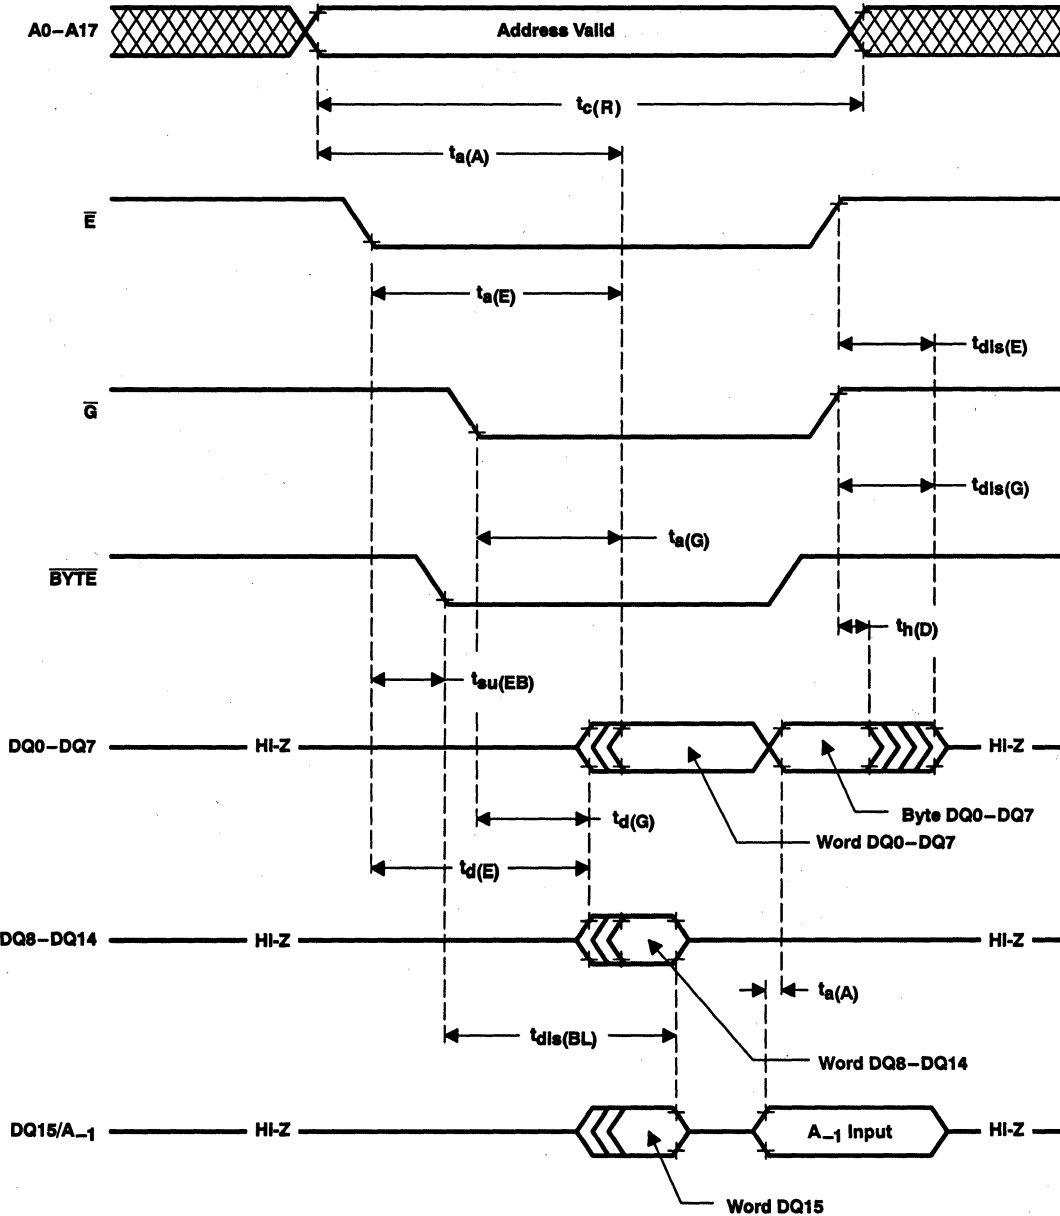 A0–A17
Address Valid
tc(R)
ta(A)
E
ta(E)
tdis(E)
G
tdis(G)
ta(G)
BYTE
th(D)
tsu(EB)
DQ0–DQ7
HI-Z
HI-Z
Byte DQ0–DQ7
td(G)
Word DQ0–DQ7
td(E)
DQ8–DQ14
HI-Z
HI-Z
ta(A)
tdis(BL)
Word DQ8–DQ14
DQ15/A–1
HI-Z
A–1 Input
HI-Z
Word DQ15